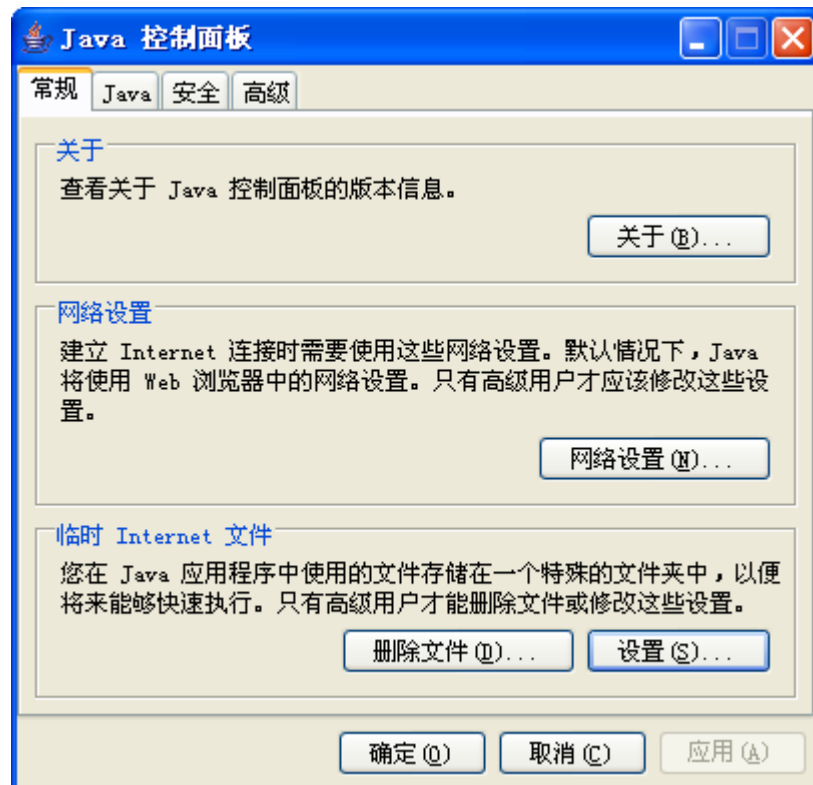 Java 控制面板
常规 Java 安全 高级
关于
查看关于 Java 控制面板的版本信息。
关于(B)...
网络设置
建立 Internet 连接时需要使用这些网络设置。默认情况下，Java
将使用 Web 浏览器中的网络设置。只有高级用户才应该修改这些设
置。
网络设置(N)...
临时 Internet 文件
您在 Java 应用程序中使用的文件存储在一个特殊的文件夹中，以便
将来能够快速执行。只有高级用户才能删除文件或修改这些设置。
删除文件(D)... 设置(S)...
确定(O) 取消(C) 应用(A)